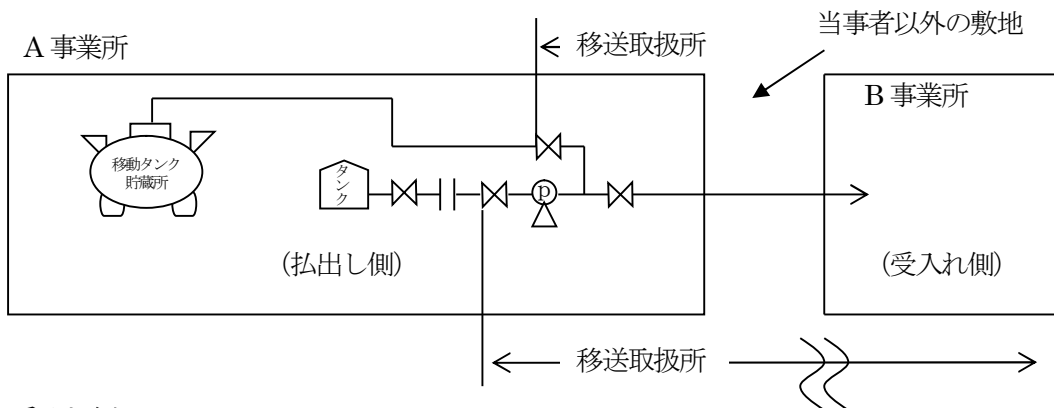 当事者以外の敷地
移送取扱所
A 事業所
B 事業所
移動タンク
貯蔵所
タンク
p
(払出し側)
(受入れ側)
移送取扱所